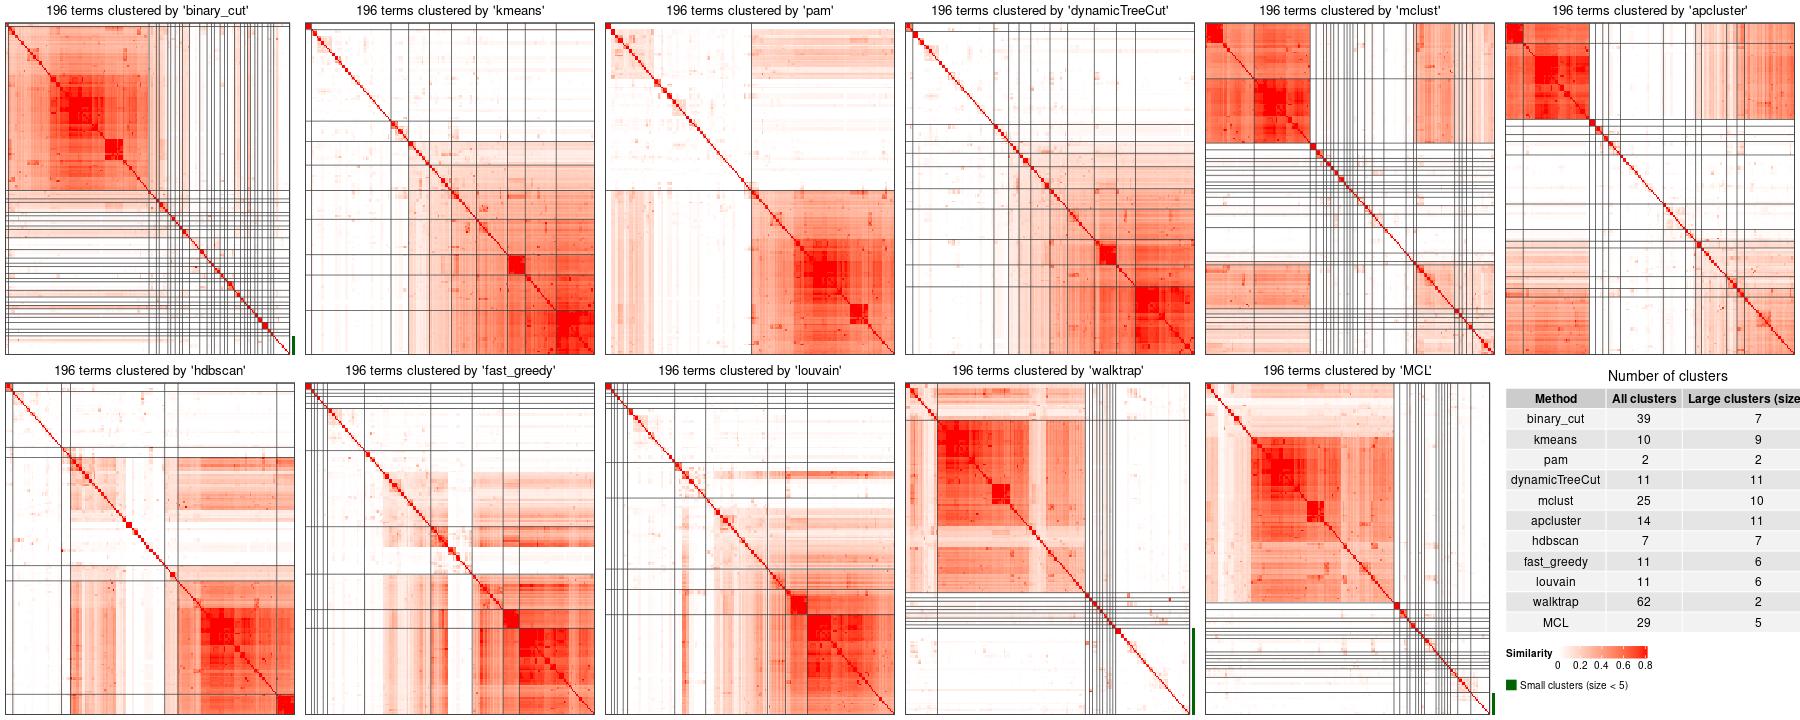 196 terms clustered by 'binary_cut'
196 terms clustered by 'kmeans'
196 terms clustered by 'pam'
196 terms clustered by 'dynamicTreeCut'
196 terms clustered by 'mclust'
196 terms clustered by 'apcluster'
196 terms clustered by 'hdbscan'
196 terms clustered by 'fast_greedy'
196 terms clustered by 'louvain'
196 terms clustered by 'walktrap'
196 terms clustered by 'MCL'
Number of clusters
Method All clusters Large clusters (size
binary_cut 39 7
kmeans 10 9
pam 2 2
dynamicTreeCut 11 11
mclust 25 10
apcluster 14 11
hdbscan 7 7
fast_greedy 11 6
louvain 11 6
walktrap 62 2
MCL 29 5
Similarity
0 0.2 0.4 0.6 0.8
Small clusters (size < 5)